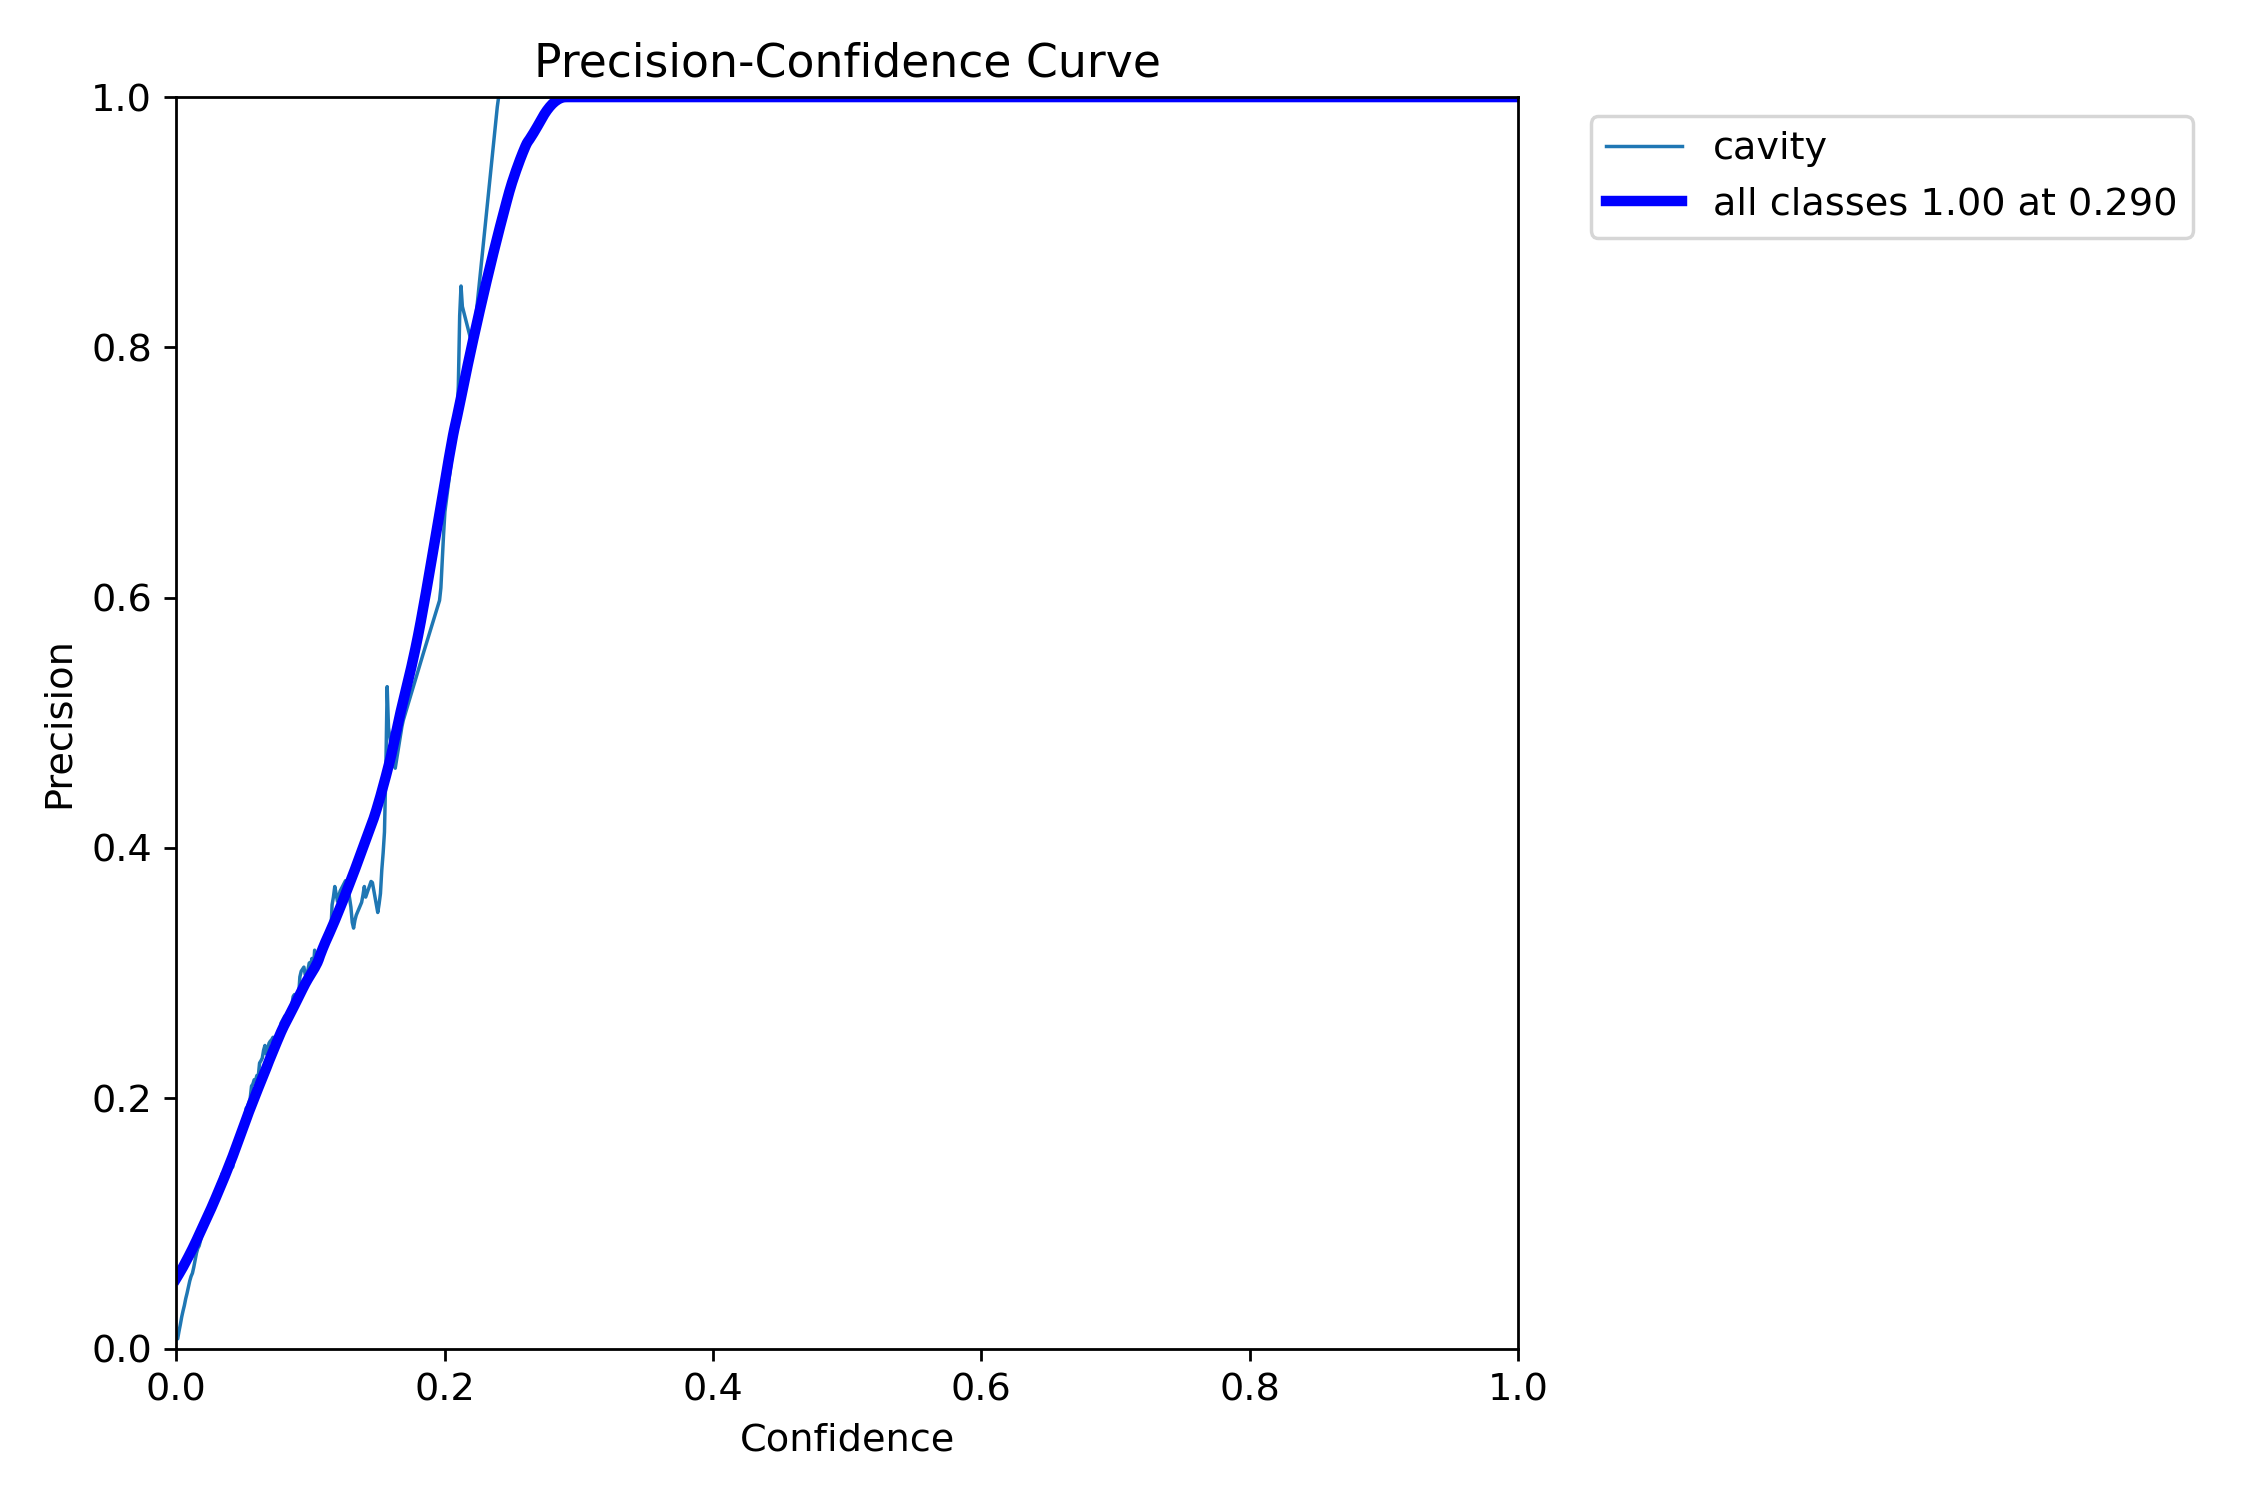 Precision-Confidence Curve
1.0
0.8
0.6
0.4
0.2
0.0
Precision
0.0 0.2 0.4 0.6 0.8 1.0
Confidence
cavity
all classes 1.00 at 0.290